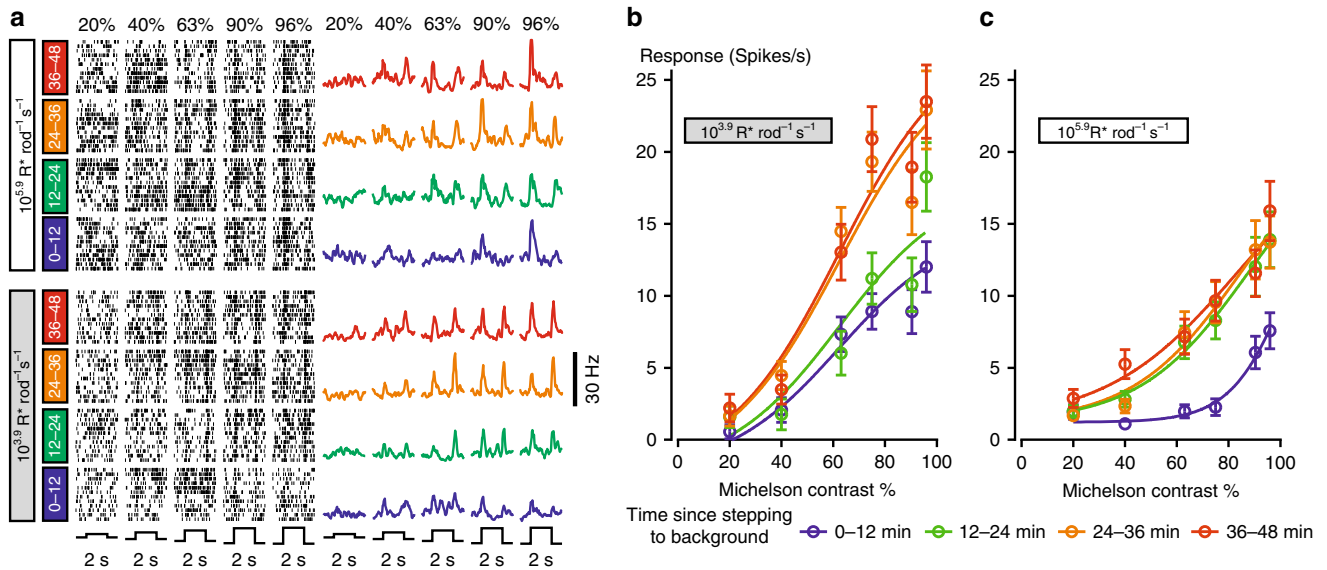 a
20% 40% 63% 90% 96% 20% 40% 63% 90% 96%
10^5.9 R* rod^−1 s^−1
36–48
24–36
12–24
0–12
10^3.9 R* rod^−1 s^−1
36–48
24–36
12–24
0–12
30 Hz
2 s 2 s 2 s 2 s 2 s 2 s 2 s 2 s 2 s 2 s
b
Response (Spikes/s)
10^3.9 R* rod^−1 s^−1
25
20
15
10
5
0
0 20 40 60 80 100
Michelson contrast %
c
10^5.9R* rod^−1 s^−1
25
20
15
10
5
0
0 20 40 60 80 100
Michelson contrast %
Time since stepping
to background
0–12 min 12–24 min 24–36 min 36–48 min